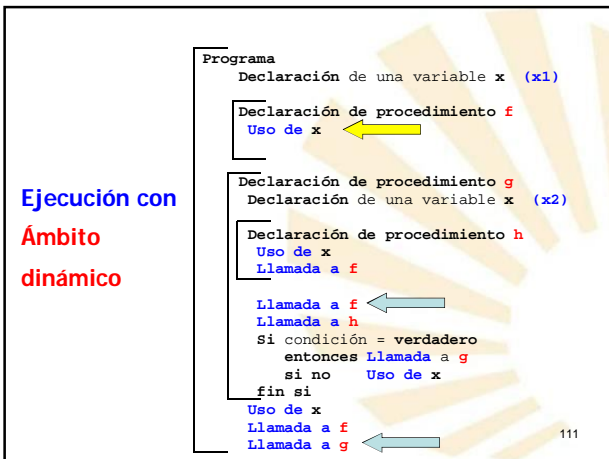 Programa
Declaración de una variable x (x1)
Declaración de procedimiento f
Uso de x
Declaración de procedimiento g
Declaración de una variable x (x2)
Declaración de procedimiento h
Uso de x
Llamada a f
Llamada a f
Llamada a h
Si condición = verdadero
entonces Llamada a g
si no Uso de x
fin si
Uso de x
Llamada a f
Llamada a g
Ejecución con
Ámbito
dinámico
111